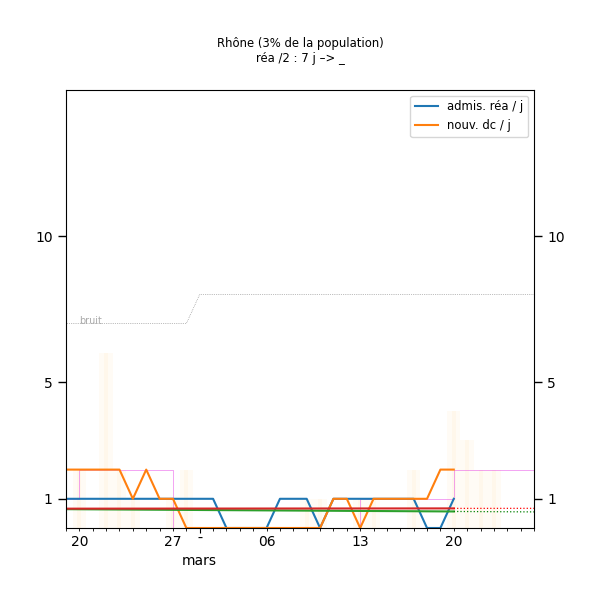 Rhône (3% de la population)
réa /2 : 7 j –> _
admis. réa / j
nouv. dc / j
10 10
bruit
5 5
1 1
20 27 - 06 13 20
mars